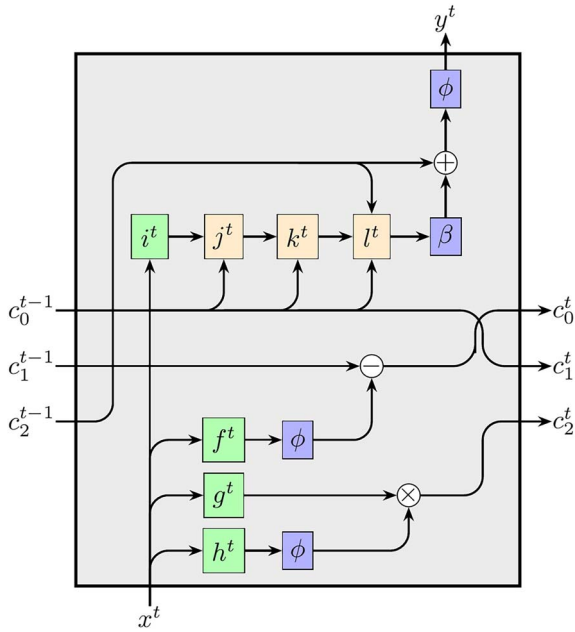 y^t
ϕ
+
i^t j^t k^t l^t β
c_0^{t−1} c_0^t
c_1^{t−1} − c_1^t
c_2^{t−1} c_2^t
f^t ϕ
g^t ×
h^t ϕ
x^t